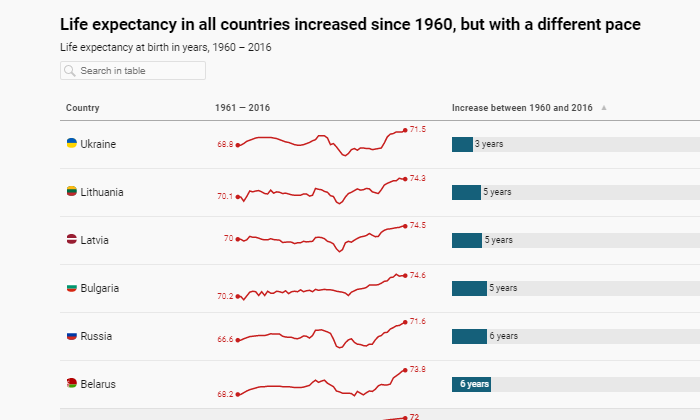 Life expectancy in all countries increased since 1960, but with a different pace
Life expectancy at birth in years, 1960 – 2016
Search in table
Country 1961 — 2016 Increase between 1960 and 2016 ▲
Ukraine 68.8 71.5 3 years
Lithuania 70.1 74.3 5 years
Latvia 70 74.5 5 years
Bulgaria 70.2 74.6 5 years
Russia 66.6 71.6 6 years
Belarus 68.2 73.8 6 years
72